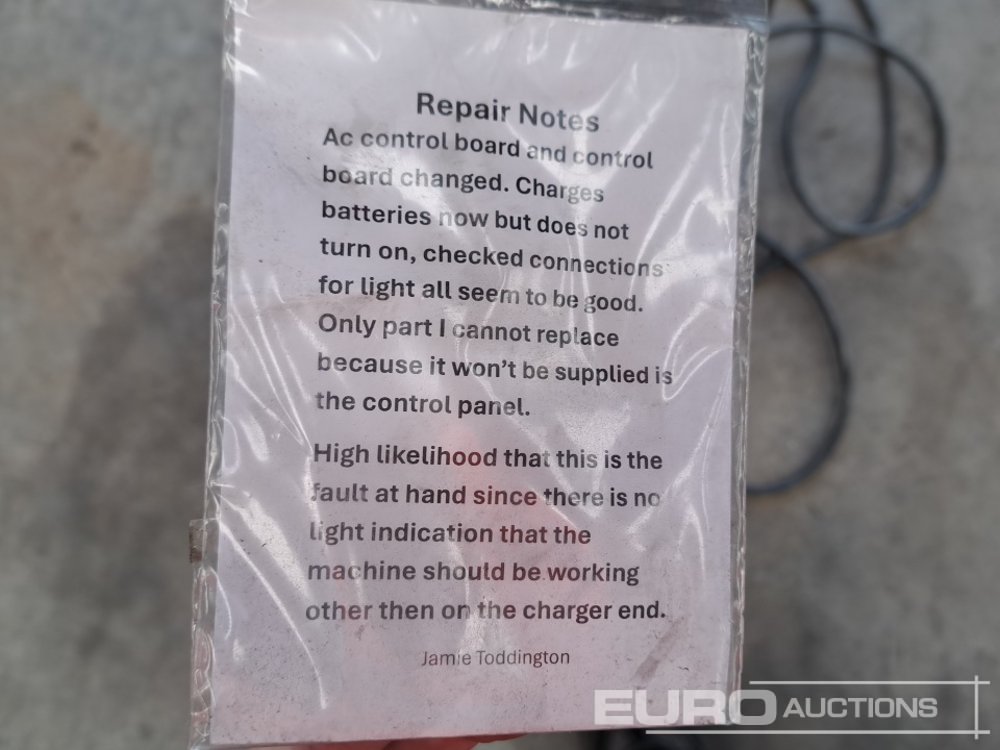 Repair Notes
Ac control board and control
board changed. Charges
batteries now but does not
turn on, checked connections
for light all seem to be good.
Only part I cannot replace
because it won't be supplied is
the control panel.
High likelihood that this is the
fault at hand since there is no
light indication that the
machine should be working
other then on the charger end.
Jamie Toddington
EURO AUCTIONS